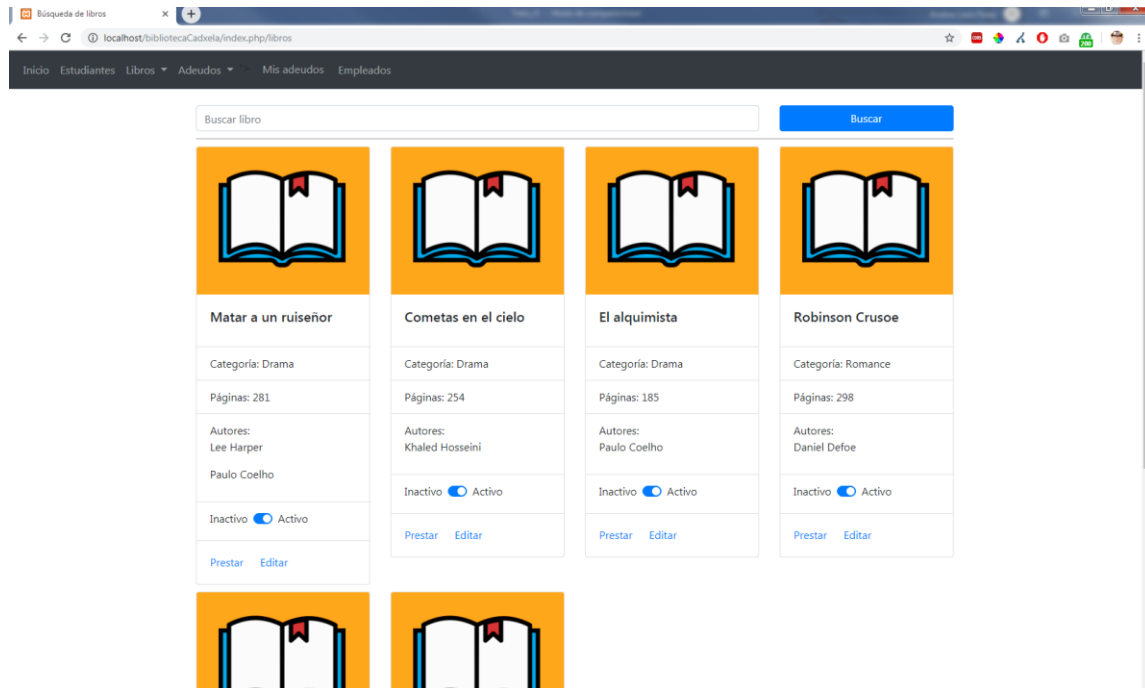 Búsqueda de libros
localhost/bibliotecaCadxela/index.php/libros
Inicio Estudiantes Libros Adeudos Mis adeudos Empleados
Buscar libro Buscar
Matar a un ruiseñor
Categoría: Drama
Páginas: 281
Autores:
Lee Harper
Paulo Coelho
Inactivo Activo
Prestar Editar
Cometas en el cielo
Categoría: Drama
Páginas: 254
Autores:
Khaled Hosseini
Inactivo Activo
Prestar Editar
El alquimista
Categoría: Drama
Páginas: 185
Autores:
Paulo Coelho
Inactivo Activo
Prestar Editar
Robinson Crusoe
Categoría: Romance
Páginas: 298
Autores:
Daniel Defoe
Inactivo Activo
Prestar Editar